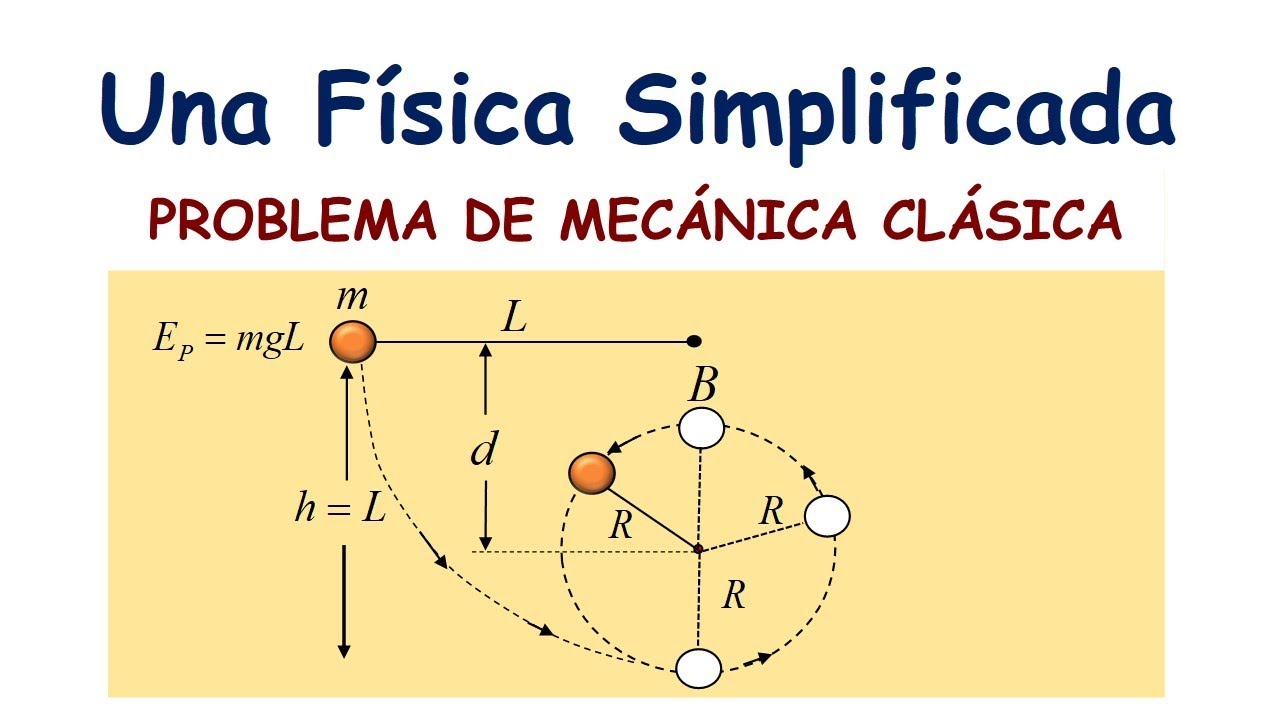 Una Física Simplificada
PROBLEMA DE MECÁNICA CLÁSICA
m
E_P = mgL
L
B
d
h = L
R
R
R